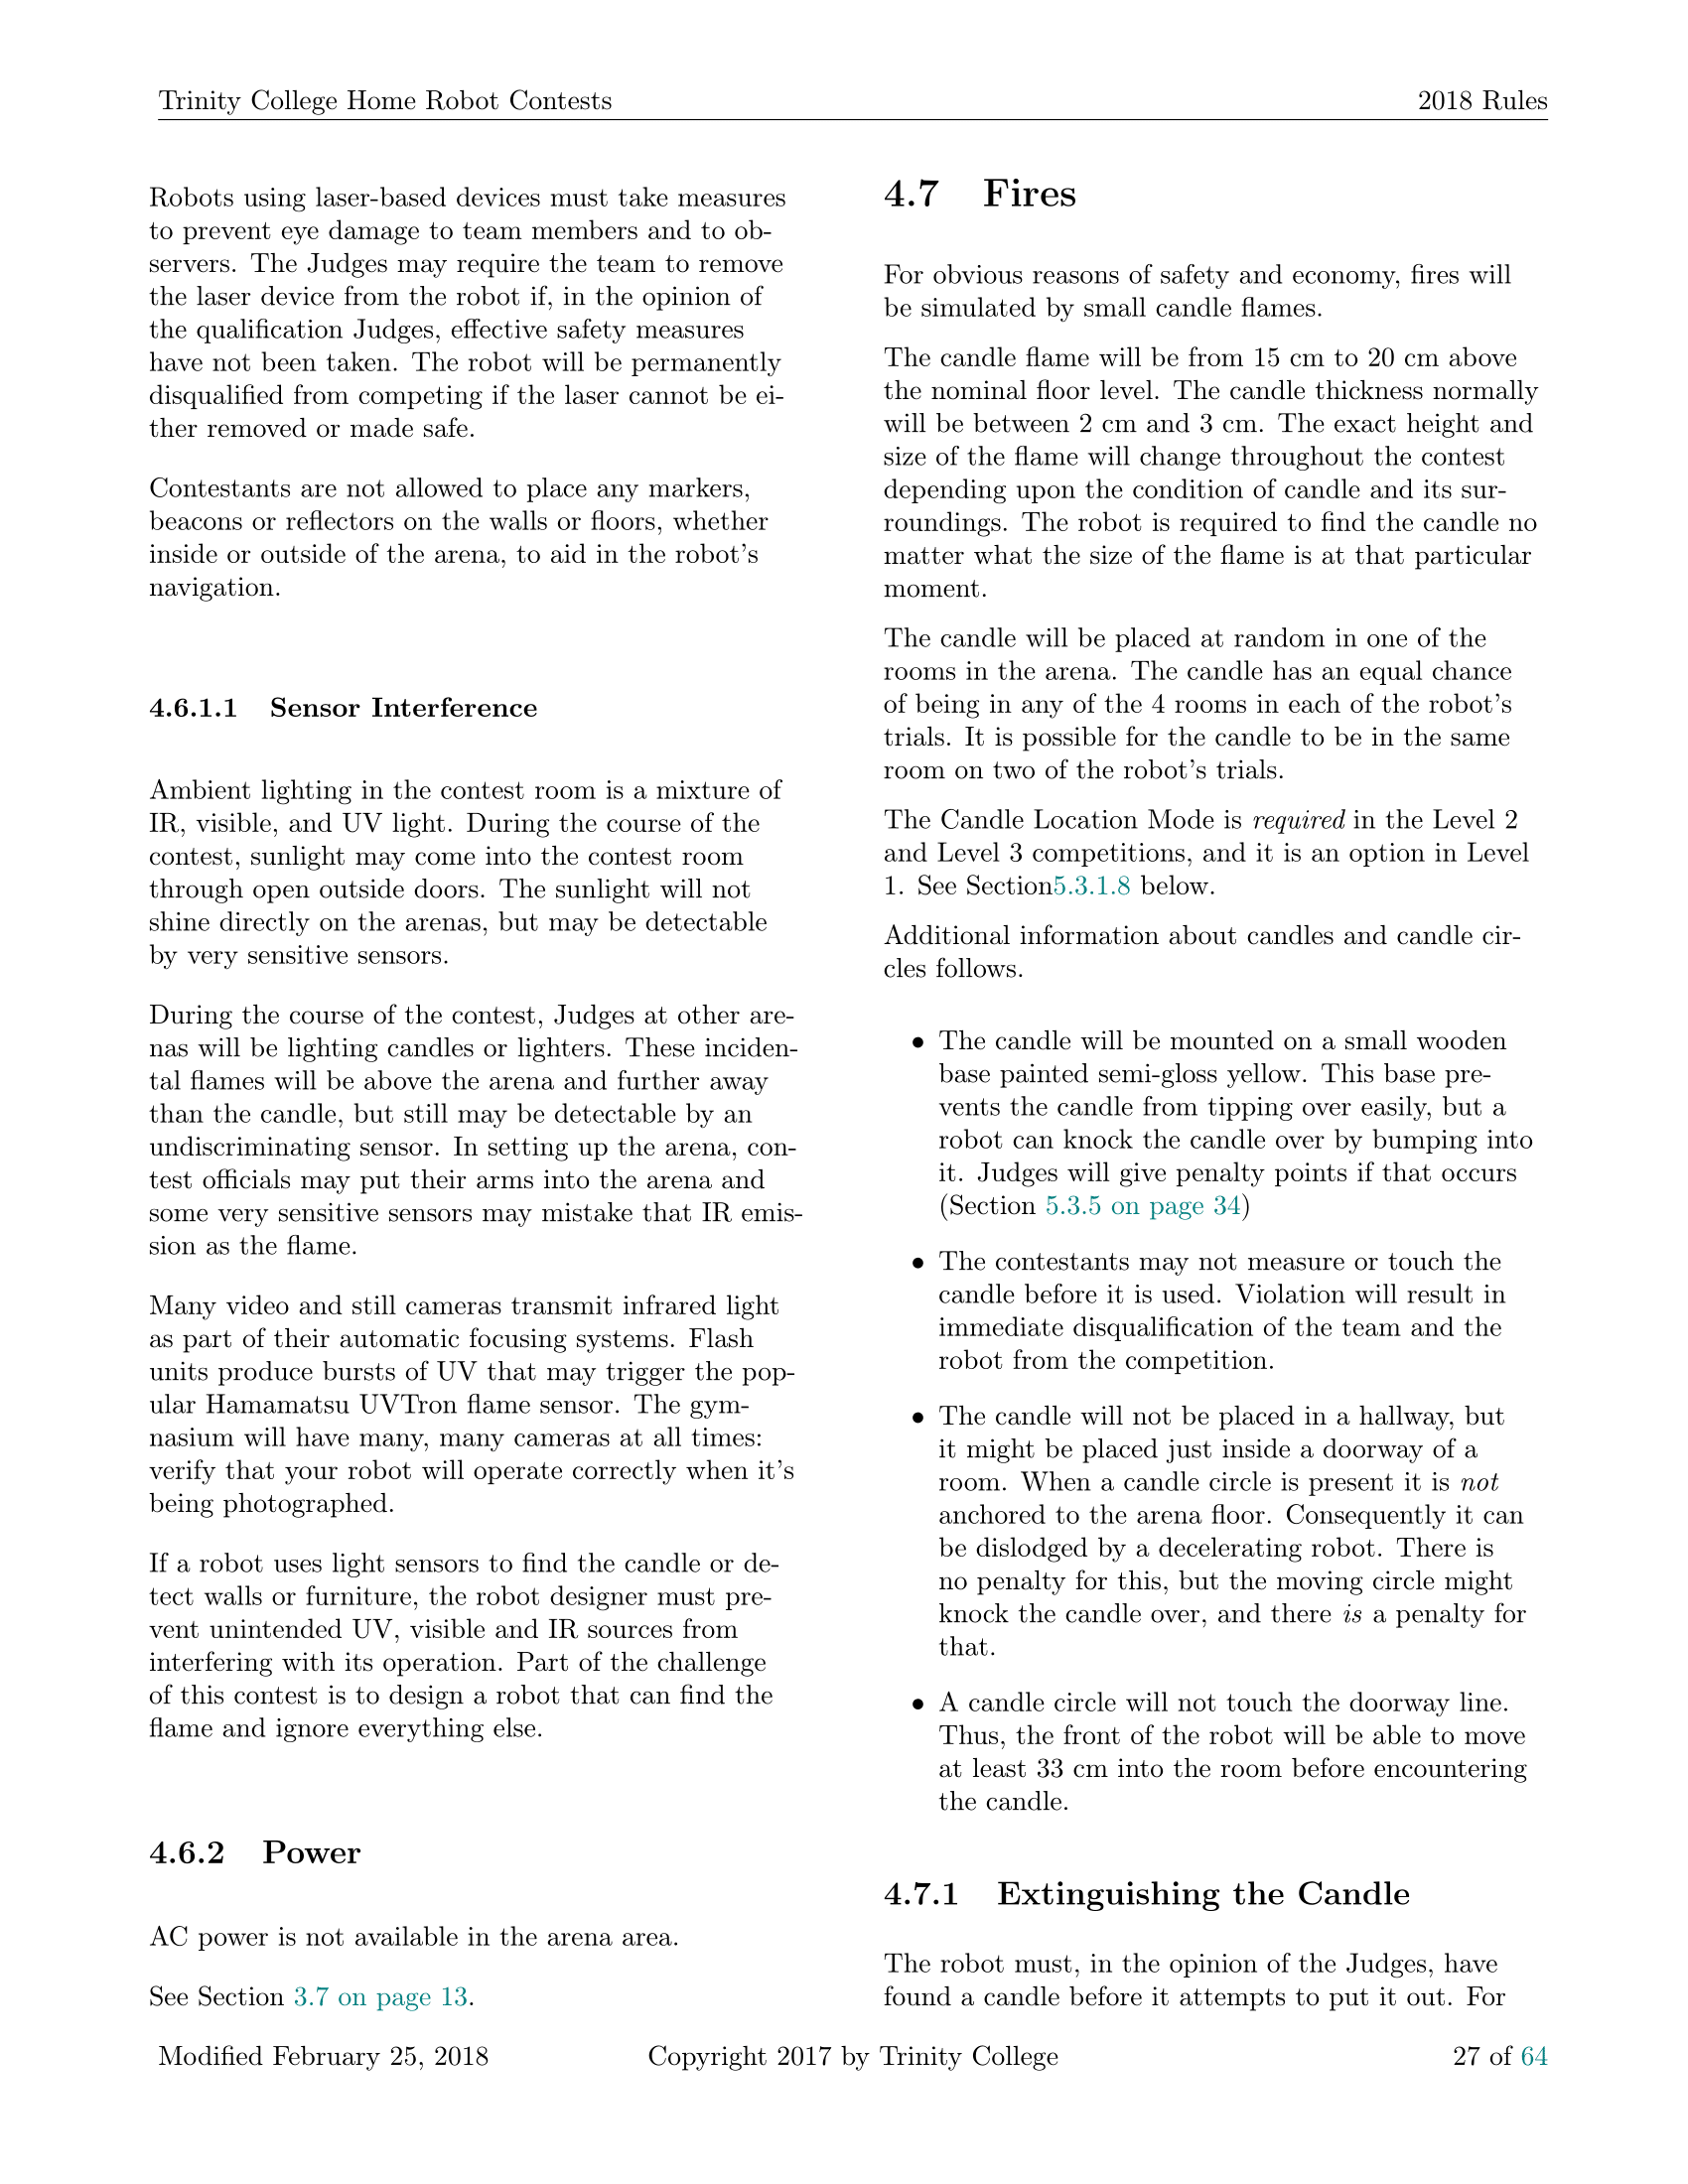 Trinity College Home Robot Contests 2018 Rules
Robots using laser-based devices must take measures
to prevent eye damage to team members and to ob-
servers. The Judges may require the team to remove
the laser device from the robot if, in the opinion of
the qualification Judges, effective safety measures
have not been taken. The robot will be permanently
disqualified from competing if the laser cannot be ei-
ther removed or made safe.
Contestants are not allowed to place any markers,
beacons or reflectors on the walls or floors, whether
inside or outside of the arena, to aid in the robot's
navigation.
4.6.1.1 Sensor Interference
Ambient lighting in the contest room is a mixture of
IR, visible, and UV light. During the course of the
contest, sunlight may come into the contest room
through open outside doors. The sunlight will not
shine directly on the arenas, but may be detectable
by very sensitive sensors.
During the course of the contest, Judges at other are-
nas will be lighting candles or lighters. These inciden-
tal flames will be above the arena and further away
than the candle, but still may be detectable by an
undiscriminating sensor. In setting up the arena, con-
test officials may put their arms into the arena and
some very sensitive sensors may mistake that IR emis-
sion as the flame.
Many video and still cameras transmit infrared light
as part of their automatic focusing systems. Flash
units produce bursts of UV that may trigger the pop-
ular Hamamatsu UVTron flame sensor. The gym-
nasium will have many, many cameras at all times:
verify that your robot will operate correctly when it's
being photographed.
If a robot uses light sensors to find the candle or de-
tect walls or furniture, the robot designer must pre-
vent unintended UV, visible and IR sources from
interfering with its operation. Part of the challenge
of this contest is to design a robot that can find the
flame and ignore everything else.
4.6.2 Power
AC power is not available in the arena area.
See Section 3.7 on page 13.
4.7 Fires
For obvious reasons of safety and economy, fires will
be simulated by small candle flames.
The candle flame will be from 15 cm to 20 cm above
the nominal floor level. The candle thickness normally
will be between 2 cm and 3 cm. The exact height and
size of the flame will change throughout the contest
depending upon the condition of candle and its sur-
roundings. The robot is required to find the candle no
matter what the size of the flame is at that particular
moment.
The candle will be placed at random in one of the
rooms in the arena. The candle has an equal chance
of being in any of the 4 rooms in each of the robot's
trials. It is possible for the candle to be in the same
room on two of the robot's trials.
The Candle Location Mode is required in the Level 2
and Level 3 competitions, and it is an option in Level
1. See Section5.3.1.8 below.
Additional information about candles and candle cir-
cles follows.
• The candle will be mounted on a small wooden
base painted semi-gloss yellow. This base pre-
vents the candle from tipping over easily, but a
robot can knock the candle over by bumping into
it. Judges will give penalty points if that occurs
(Section 5.3.5 on page 34)
• The contestants may not measure or touch the
candle before it is used. Violation will result in
immediate disqualification of the team and the
robot from the competition.
• The candle will not be placed in a hallway, but
it might be placed just inside a doorway of a
room. When a candle circle is present it is not
anchored to the arena floor. Consequently it can
be dislodged by a decelerating robot. There is
no penalty for this, but the moving circle might
knock the candle over, and there is a penalty for
that.
• A candle circle will not touch the doorway line.
Thus, the front of the robot will be able to move
at least 33 cm into the room before encountering
the candle.
4.7.1 Extinguishing the Candle
The robot must, in the opinion of the Judges, have
found a candle before it attempts to put it out. For
Modified February 25, 2018 Copyright 2017 by Trinity College 27 of 64